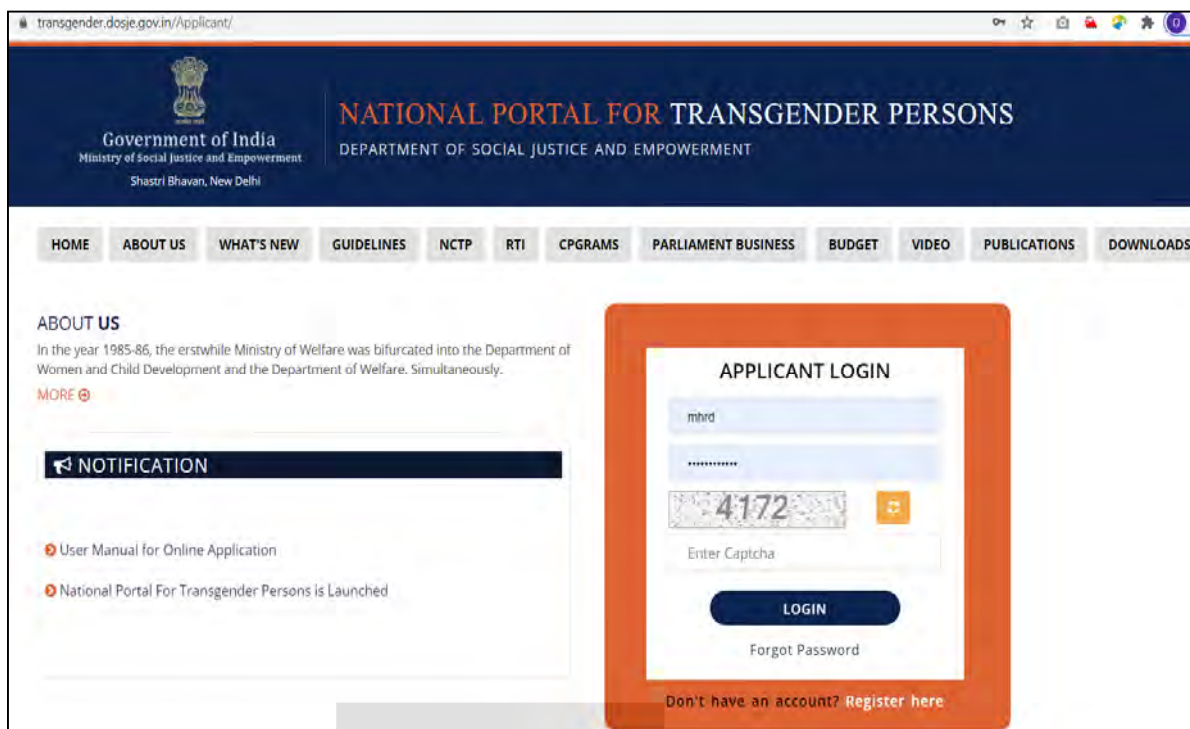 transgender.dosje.gov.in/Applicant/
Government of India
Ministry of Social Justice and Empowerment
Shastri Bhavan, New Delhi
NATIONAL PORTAL FOR TRANSGENDER PERSONS
DEPARTMENT OF SOCIAL JUSTICE AND EMPOWERMENT
HOME ABOUT US WHAT'S NEW GUIDELINES NCTP RTI CPGRAMS PARLIAMENT BUSINESS BUDGET VIDEO PUBLICATIONS DOWNLOADS
ABOUT US
In the year 1985-86, the erstwhile Ministry of Welfare was bifurcated into the Department of
Women and Child Development and the Department of Welfare. Simultaneously.
MORE
NOTIFICATION
User Manual for Online Application
National Portal For Transgender Persons is Launched
APPLICANT LOGIN
mhrd
............
4172
Enter Captcha
LOGIN
Forgot Password
Don't have an account? Register here